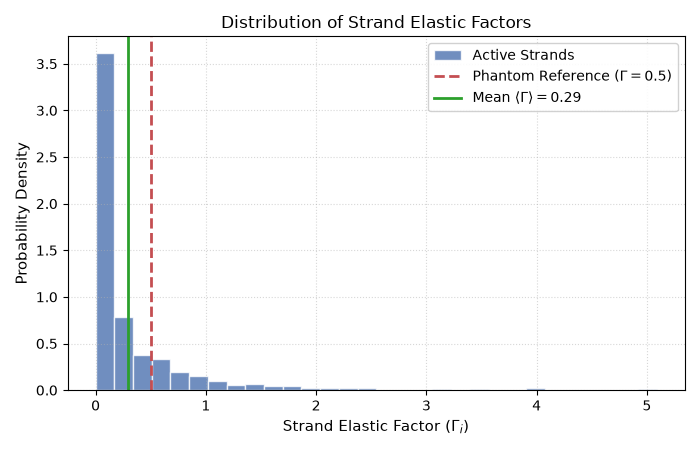 Distribution of Strand Elastic Factors
Active Strands
Phantom Reference (Γ = 0.5)
Mean ⟨Γ⟩ = 0.29
Probability Density
3.5
3.0
2.5
2.0
1.5
1.0
0.5
0.0
0 1 2 3 4 5
Strand Elastic Factor (Γᵢ)